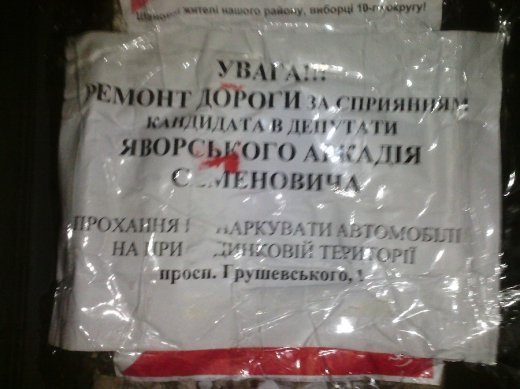 жителі нашого району, виборці 10-го округу!
УВАГА!!!
РЕМОНТ ДОРОГИ ЗА СПРИЯННЯМ
КАНДИДАТА В ДЕПУТАТИ
ЯВОРСЬКОГО АРКАДІЯ
СЕМЕНОВИЧА
ПРОХАННЯ ПАРКУВАТИ АВТОМОБІЛІ
НА ТЕРИТОРІЇ
просп. Грушевського,